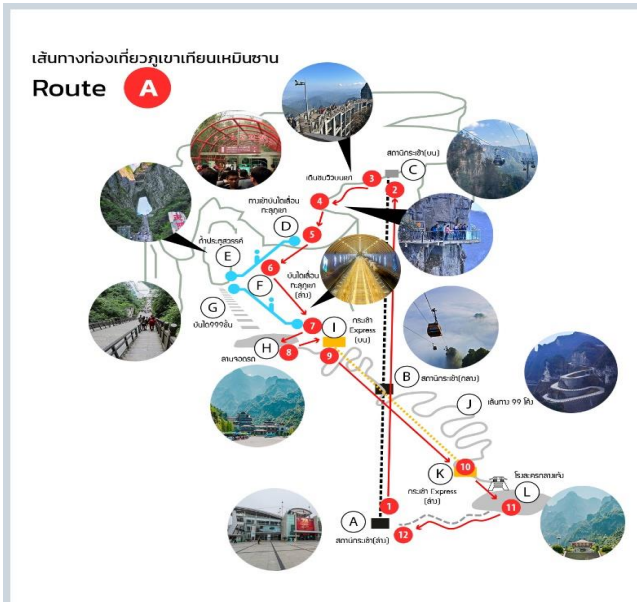 เส้นทางท่องเที่ยวภูเขาเทียนเหมินซาน
Route A
สถานีกระเช้า(บน)
C
3
2
เดินชมวิวบนเขา
4
ทางเข้าบันไดเลื่อน
ทะลุภูเขา
D
5
ถ้ำประตูสวรรค์
E
6
F
บันไดเลื่อน
ทะลุภูเขา
(ล่าง)
G
บันได999ขั้น
7
I
กระเช้า
Express
(บน)
H
8
9
ลานจอดรถ
B
สถานีกระเช้า(กลาง)
J
เส้นทาง 99 โค้ง
K
10
กระเช้า Express
(ล่าง)
โรงละครกลางแจ้ง
L
11
1
A
สถานีกระเช้า(ล่าง)
12